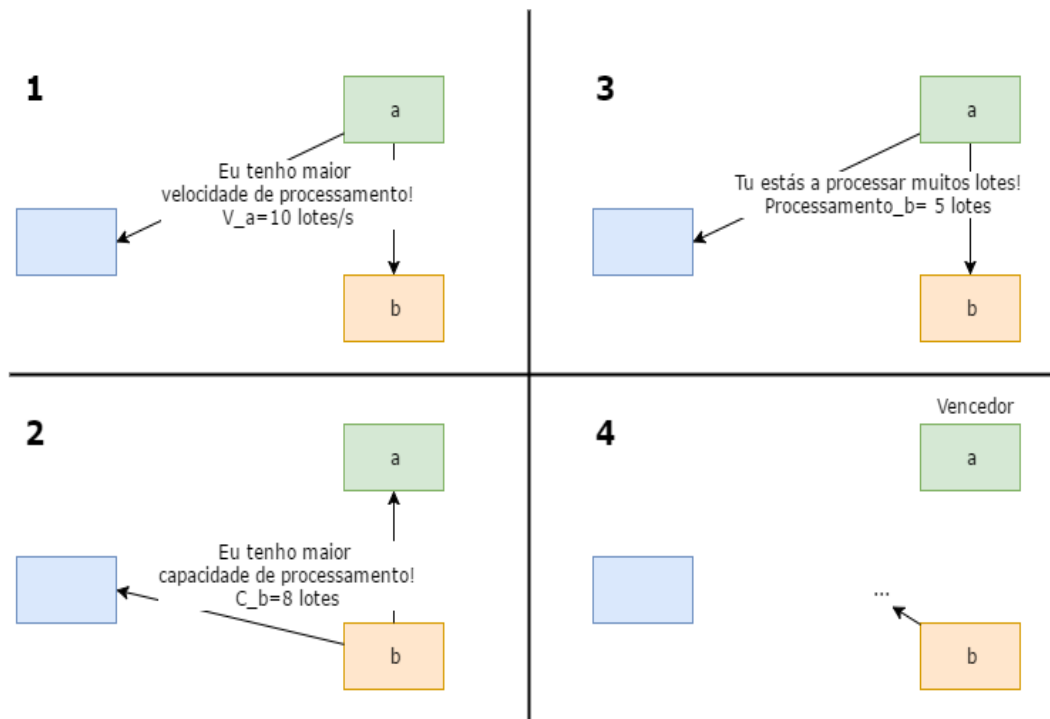 1
a
Eu tenho maior
velocidade de processamento!
V_a=10 lotes/s
b
2
a
Eu tenho maior
capacidade de processamento!
C_b=8 lotes
b
3
a
Tu estás a processar muitos lotes!
Processamento_b= 5 lotes
b
4
Vencedor
a
...
b